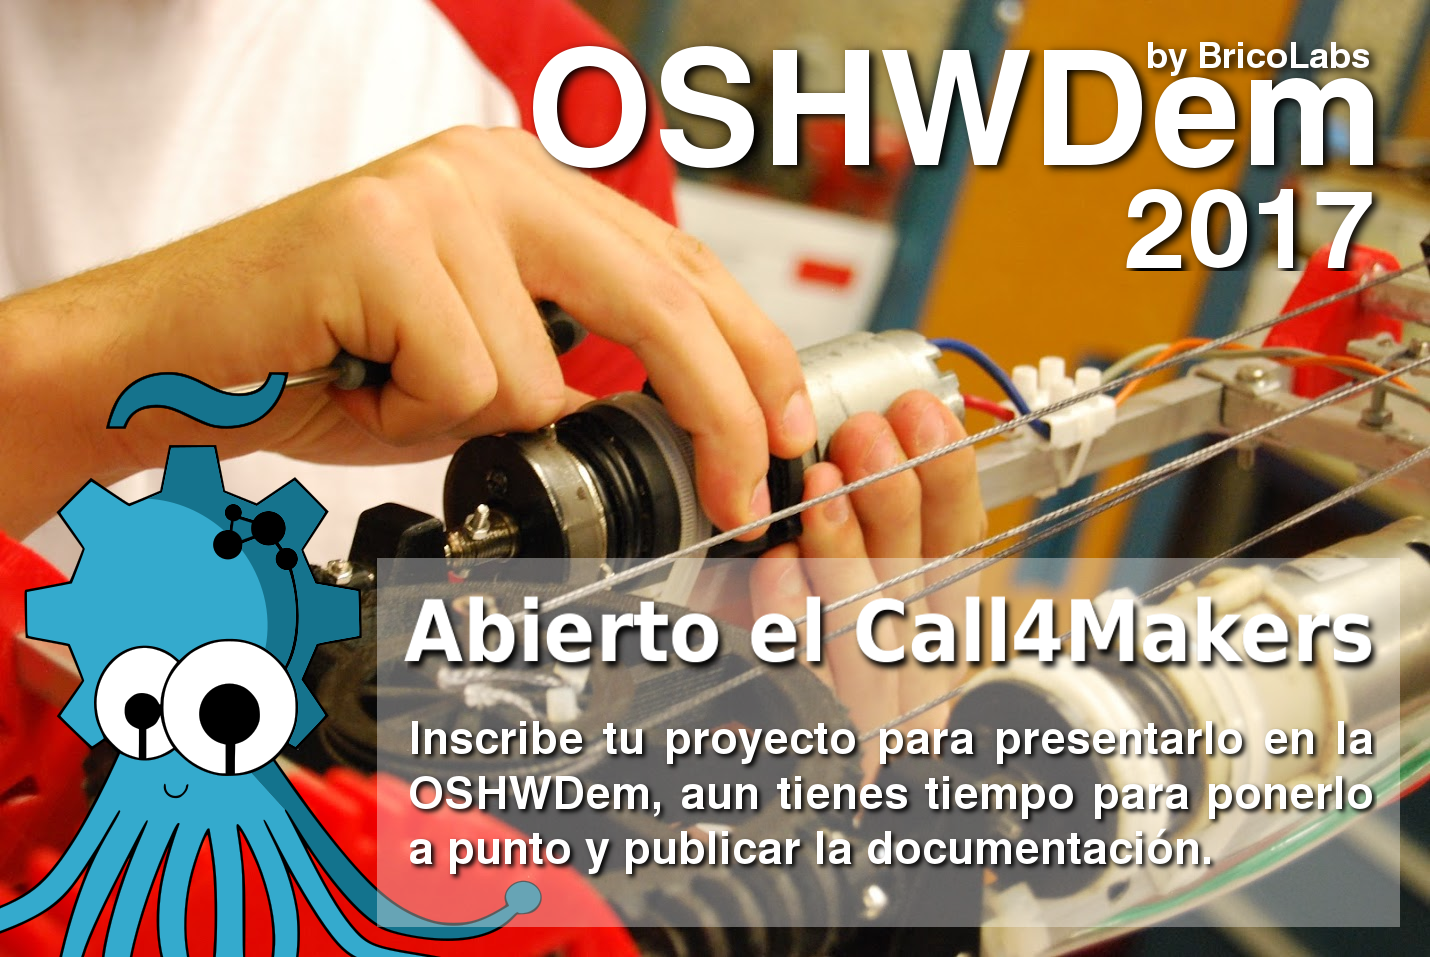 by BricoLabs
OSHWDem
2017
Abierto el Call4Makers
Inscribe tu proyecto para presentarlo en la
OSHWDem, aun tienes tiempo para ponerlo
a punto y publicar la documentación.